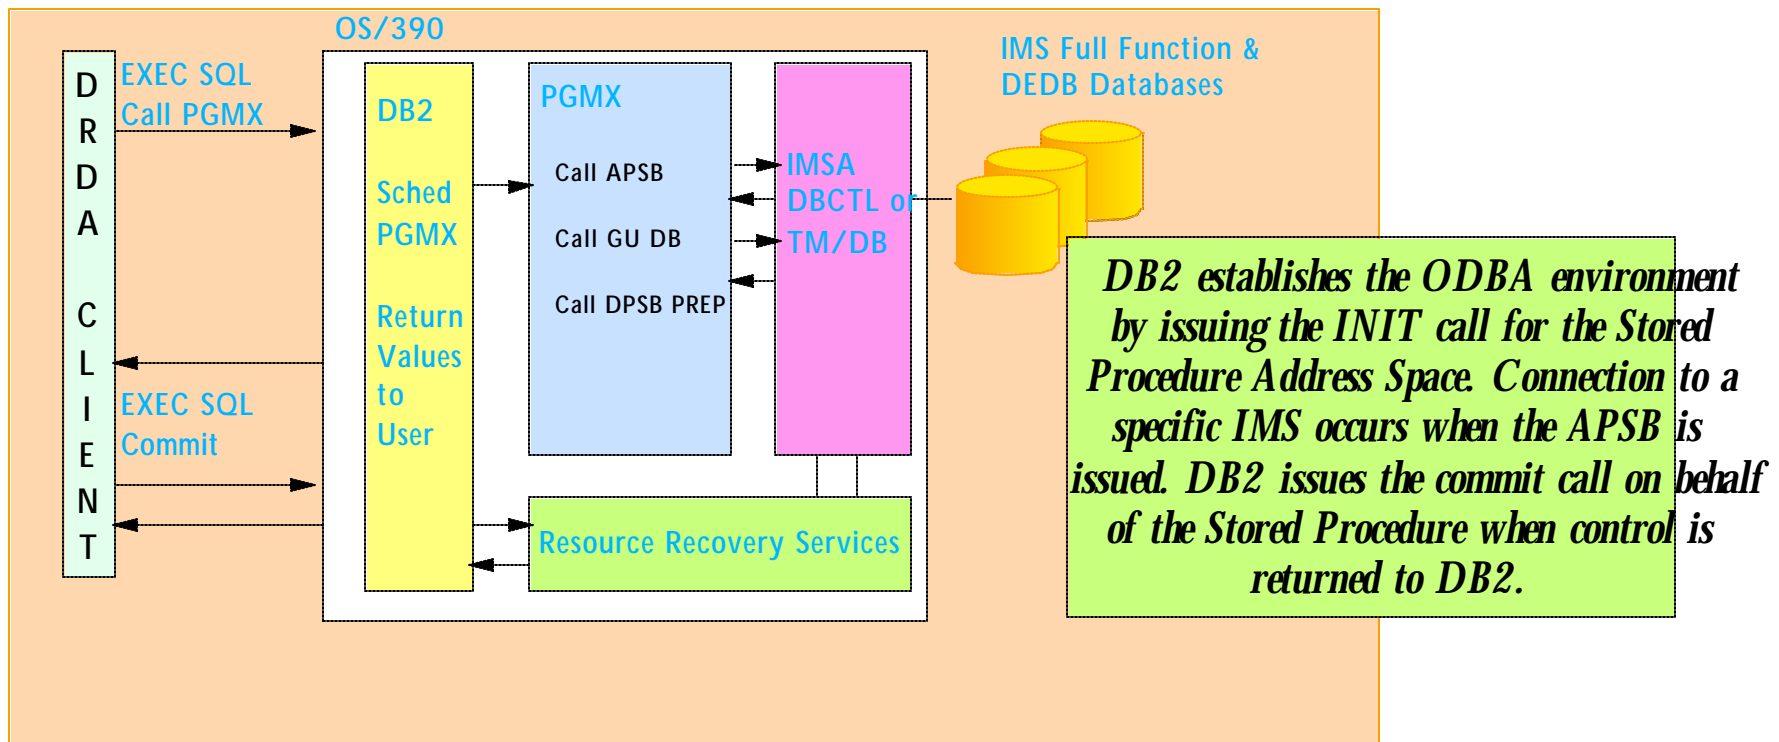 OS/390
DRDA CLIENT
EXEC SQL
Call PGMX
EXEC SQL
Commit
DB2
Sched
PGMX
Return
Values
to
User
PGMX
Call APSB
Call GU DB
Call DPSB PREP
IMSA
DBCTL or
TM/DB
Resource Recovery Services
IMS Full Function &
DEDB Databases
DB2 establishes the ODBA environment
by issuing the INIT call for the Stored
Procedure Address Space. Connection to a
specific IMS occurs when the APSB is
issued. DB2 issues the commit call on behalf
of the Stored Procedure when control is
returned to DB2.